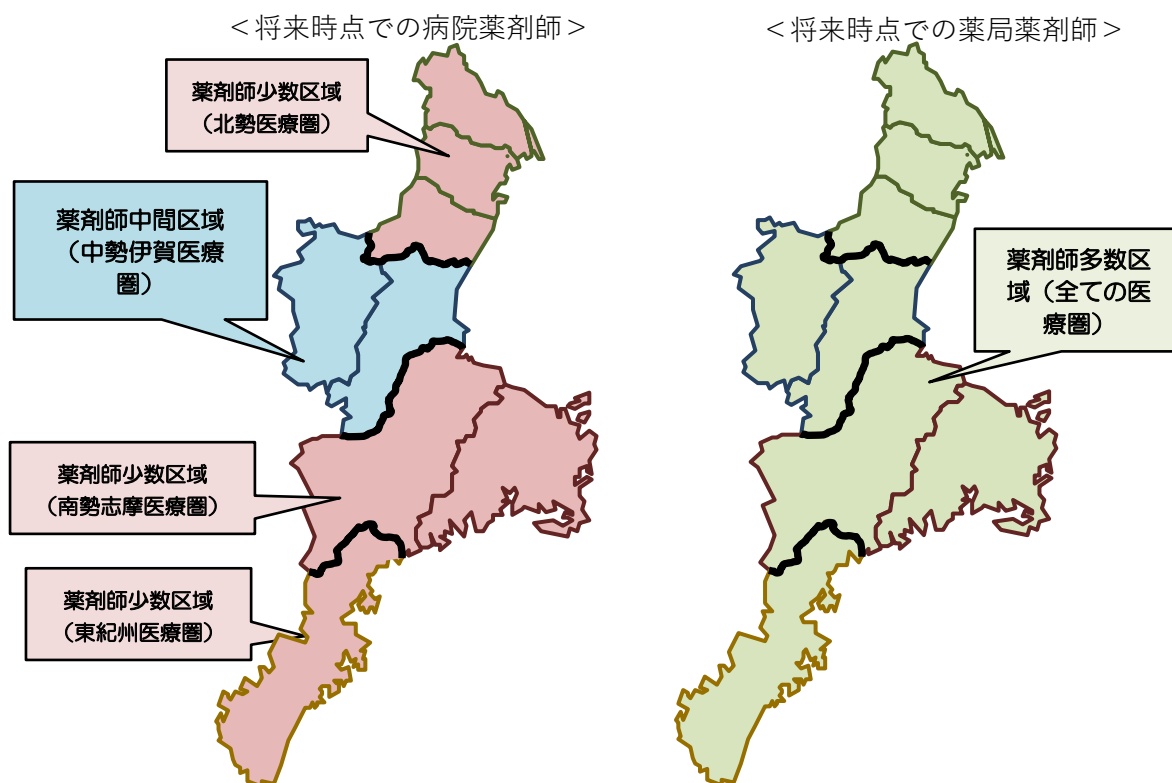 ＜将来時点での病院薬剤師＞
＜将来時点での薬局薬剤師＞
薬剤師少数区域
（北勢医療圏）
薬剤師中間区域
（中勢伊賀医療
圏）
薬剤師多数区
域（全ての医
療圏）
薬剤師少数区域
（南勢志摩医療圏）
薬剤師少数区域
（東紀州医療圏）